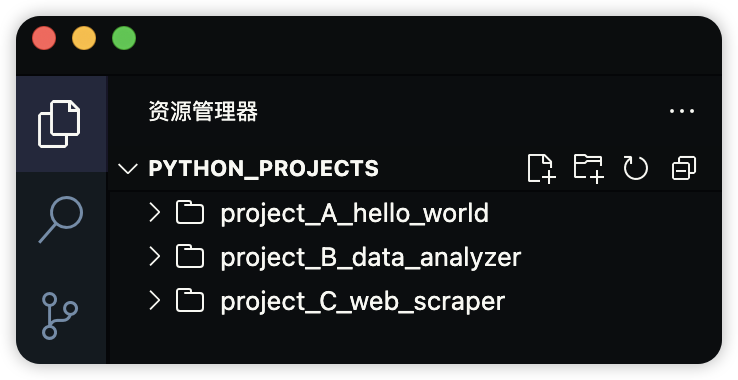 资源管理器
PYTHON_PROJECTS
project_A_hello_world
project_B_data_analyzer
project_C_web_scraper